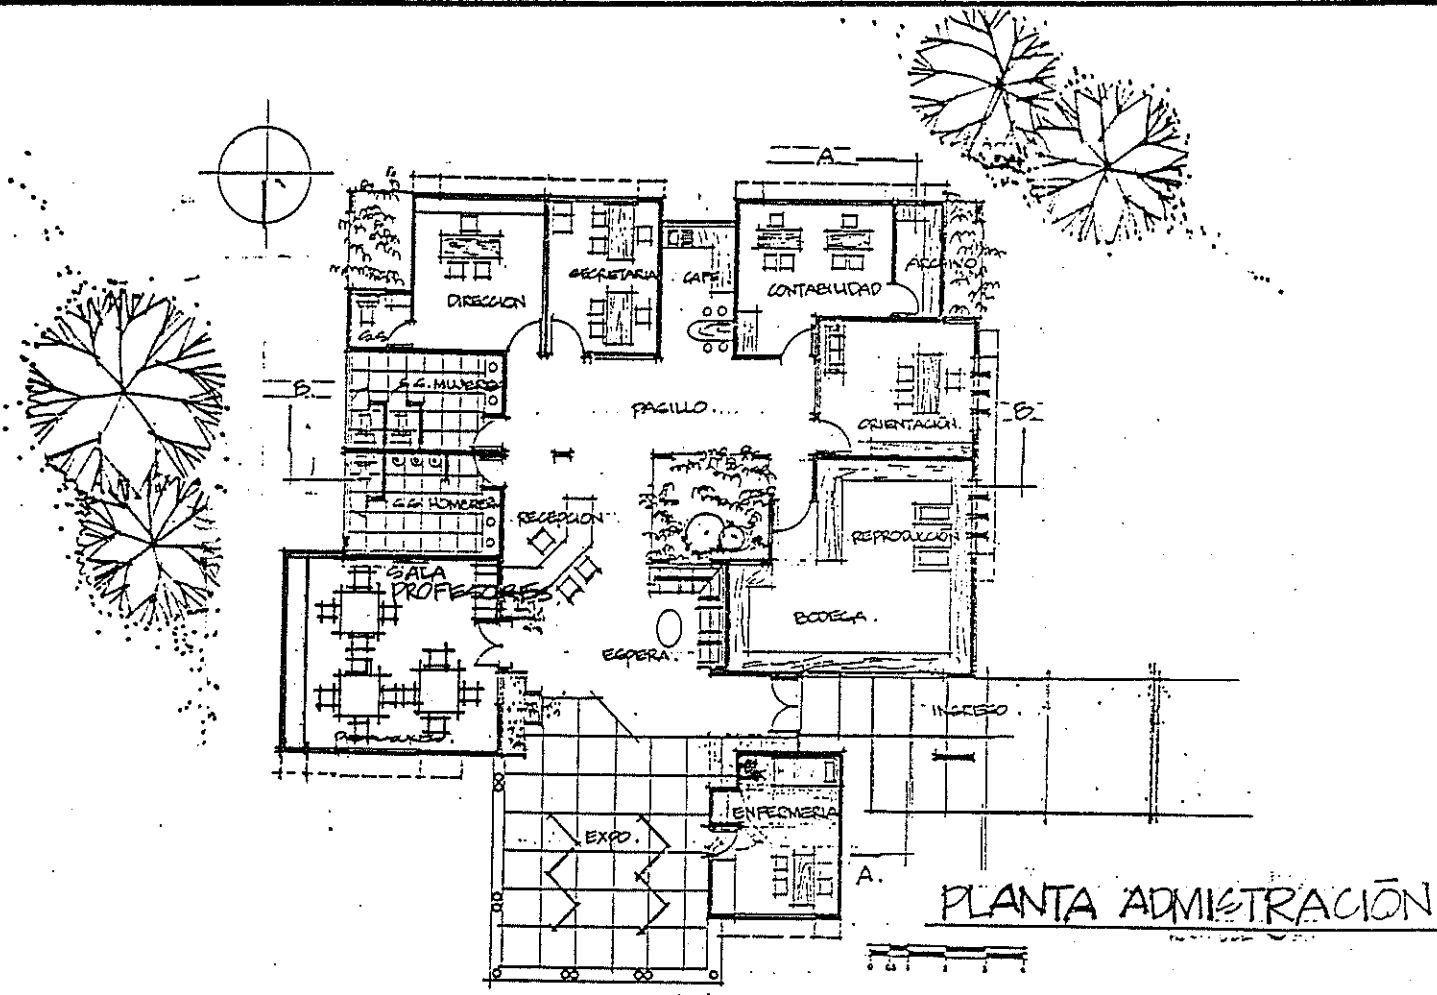 A
SECRETARIA
CAFE
ARCHIVO
DIRECCION
CONTABILIDAD
S.S.
B.
S.S. MUJERES
PASILLO....
B
ORIENTACIÓN.
S.S. HOMBRES
RECEPCION
REPRODUCCION
SALA
PROFESORES
BODEGA.
ESPERA.
INGRESO.
ENFERMERIA
EXPO.
A.
PLANTA ADMISTRACIÓN